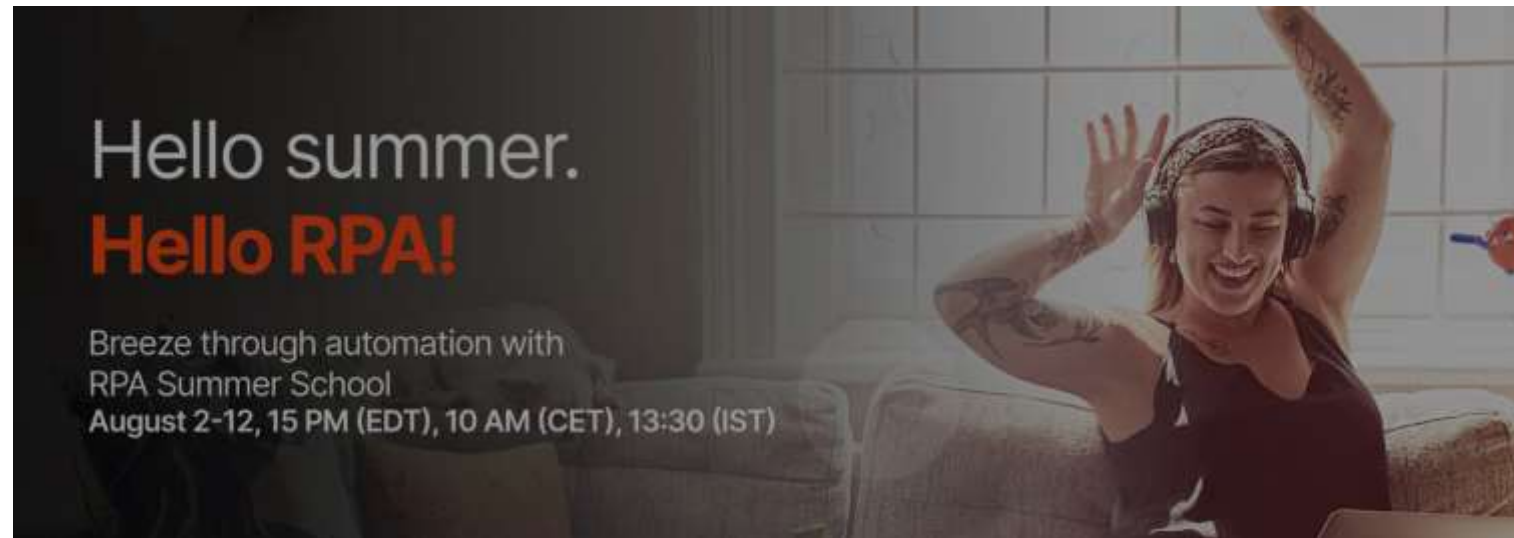 Hello summer.
Hello RPA!
Breeze through automation with
RPA Summer School
August 2-12, 15 PM (EDT), 10 AM (CET), 13:30 (IST)